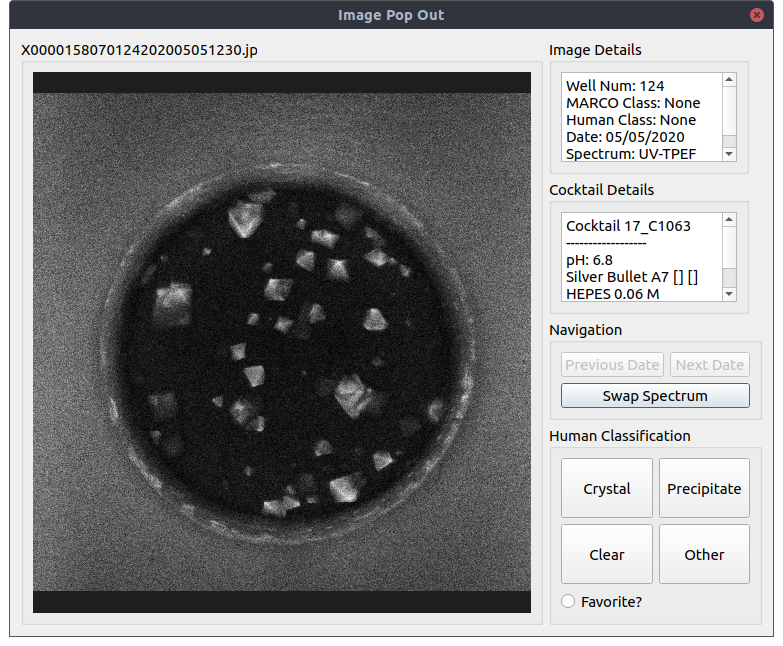 Image Pop Out
X0000158070124202005051230.jp
Image Details
Well Num: 124
MARCO Class: None
Human Class: None
Date: 05/05/2020
Spectrum: UV-TPEF
Cocktail Details
Cocktail 17_C1063
------------------
pH: 6.8
Silver Bullet A7 [] []
HEPES 0.06 M
Navigation
Previous Date
Next Date
Swap Spectrum
Human Classification
Crystal
Precipitate
Clear
Other
Favorite?